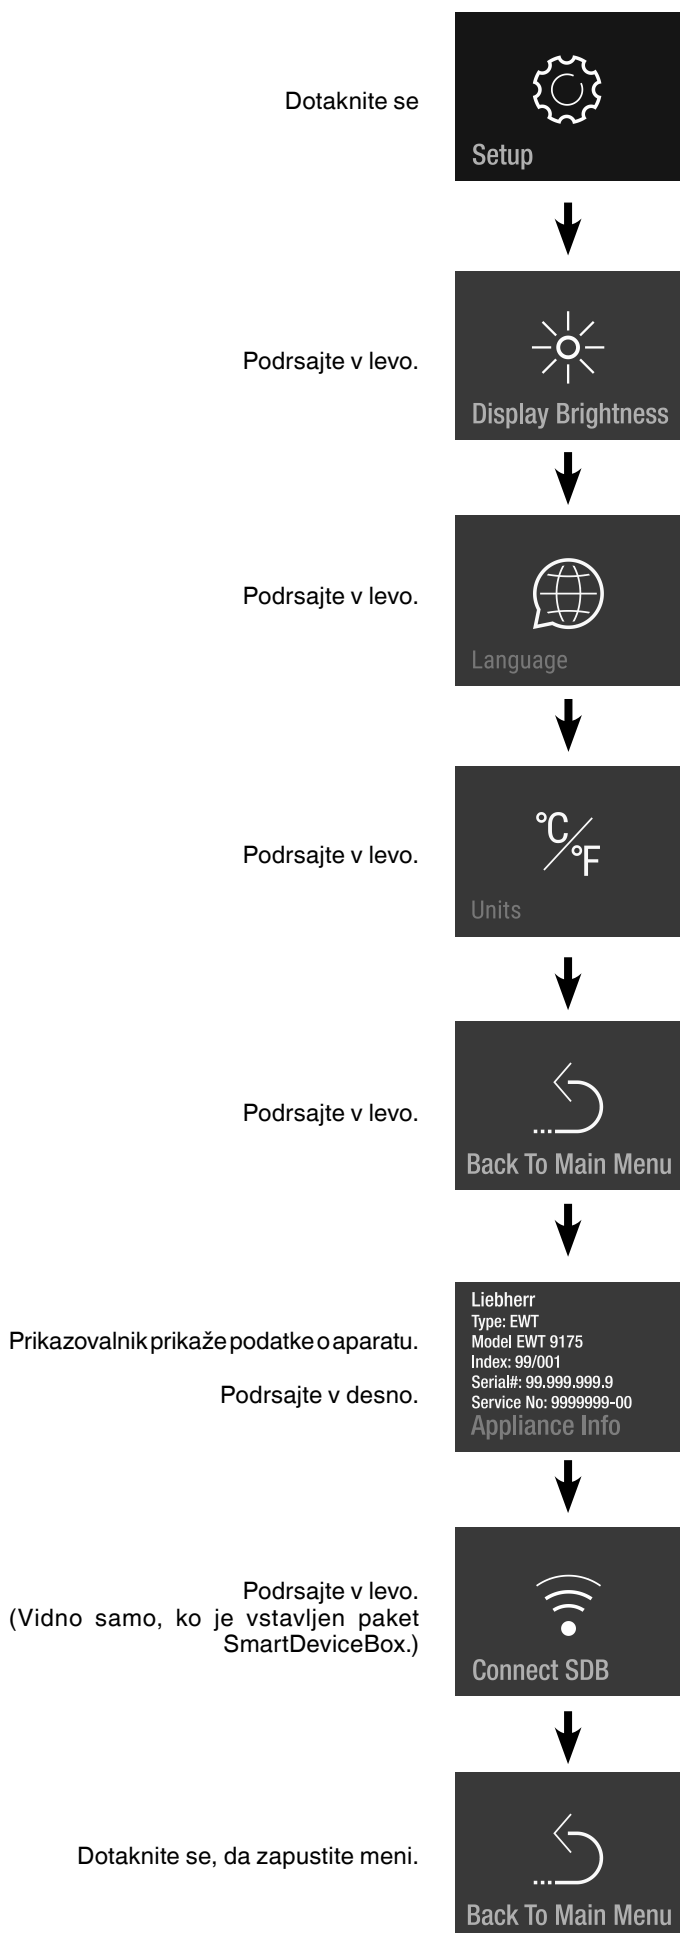 Dotaknite se
Setup
Podrsajte v levo.
Display Brightness
Podrsajte v levo.
Language
Podrsajte v levo.
°C/°F
Units
Podrsajte v levo.
Back To Main Menu
Prikazovalnik prikaže podatke o aparatu.
Podrsajte v desno.
Liebherr
Type: EWT
Model EWT 9175
Index: 99/001
Serial#: 99.999.999.9
Service No: 9999999-00
Appliance Info
Podrsajte v levo.
(Vidno samo, ko je vstavljen paket
SmartDeviceBox.)
Connect SDB
Dotaknite se, da zapustite meni.
Back To Main Menu